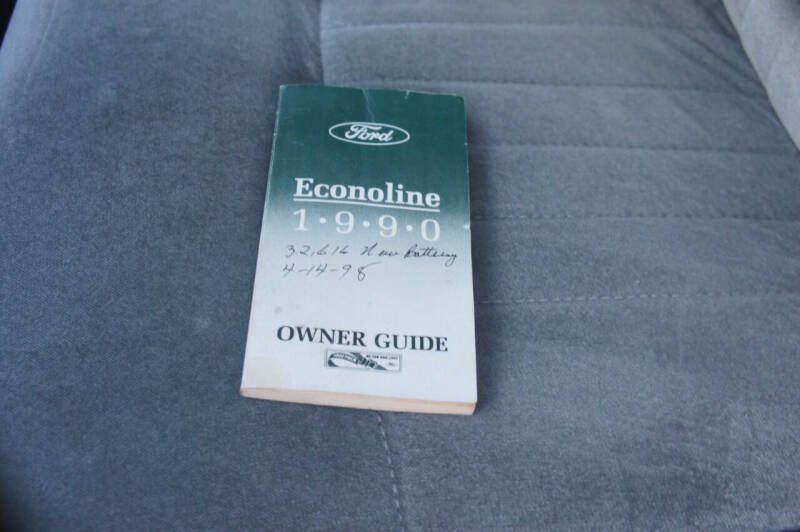 Ford
Econoline
1·9·9·0
32,616 New Battery
4-14-98
OWNER GUIDE